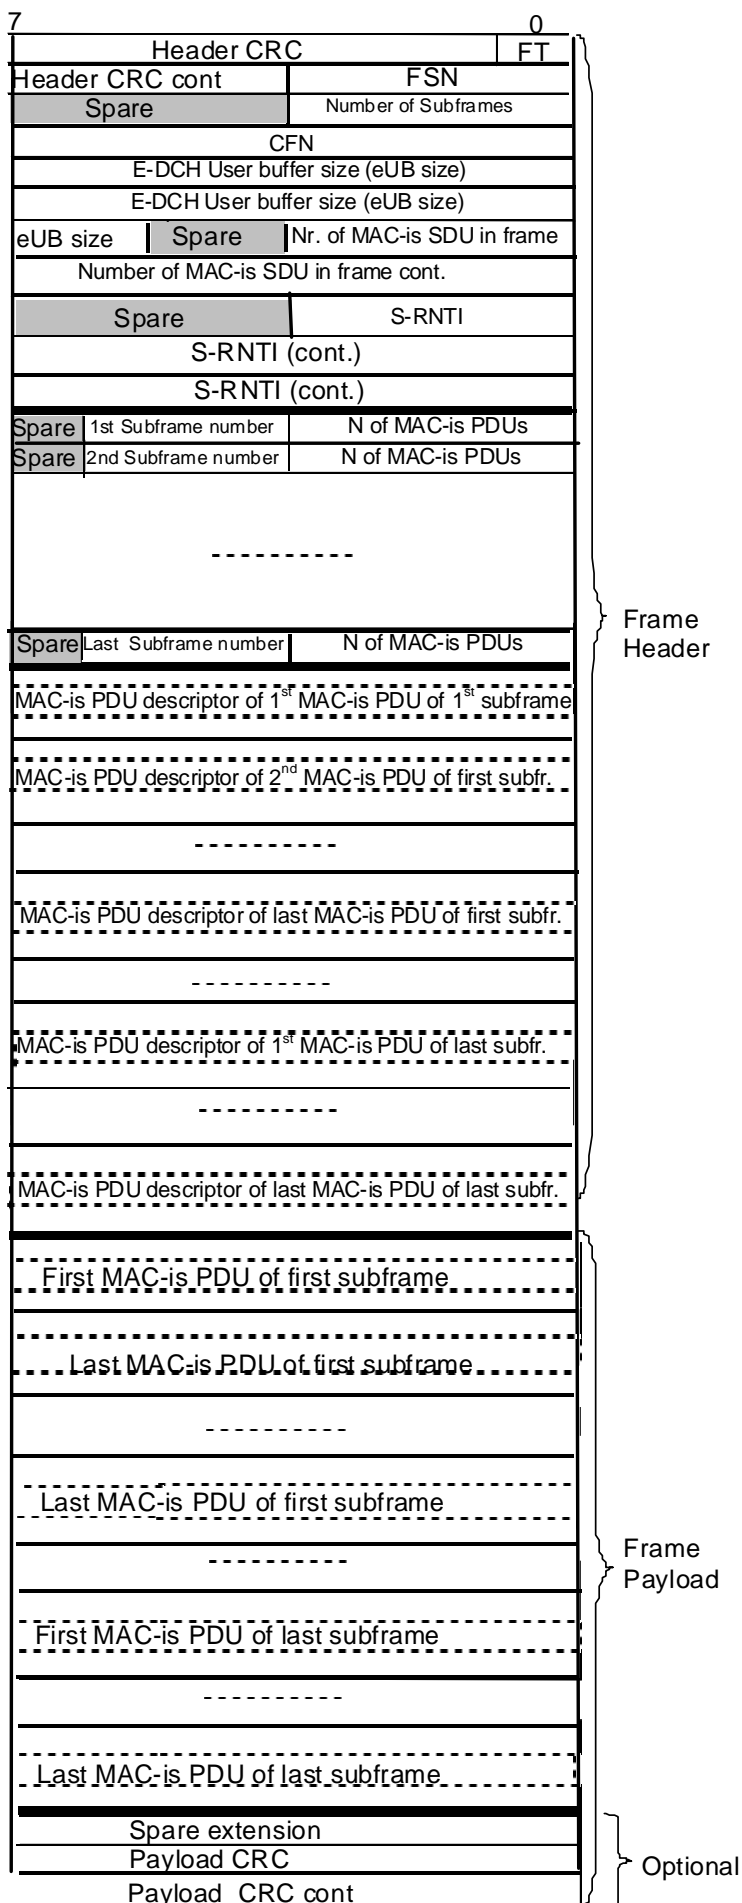 7 0
Header CRC FT
Header CRC cont FSN
Spare Number of Subframes
CFN
E-DCH User buffer size (eUB size)
E-DCH User buffer size (eUB size)
eUB size Spare Nr. of MAC-is SDU in frame
Number of MAC-is SDU in frame cont.
Spare S-RNTI
S-RNTI (cont.)
S-RNTI (cont.)
Spare 1st Subframe number N of MAC-is PDUs
Spare 2nd Subframe number N of MAC-is PDUs
Spare Last Subframe number N of MAC-is PDUs
Frame
Header
MAC-is PDU descriptor of 1st MAC-is PDU of 1st subframe
MAC-is PDU descriptor of 2nd MAC-is PDU of first subfr.
MAC-is PDU descriptor of last MAC-is PDU of first subfr.
MAC-is PDU descriptor of 1st MAC-is PDU of last subfr.
MAC-is PDU descriptor of last MAC-is PDU of last subfr.
First MAC-is PDU of first subframe
Last MAC-is PDU of first subframe
Last MAC-is PDU of first subframe
Frame
Payload
First MAC-is PDU of last subframe
Last MAC-is PDU of last subframe
Spare extension
Payload CRC
Optional
Payload CRC cont